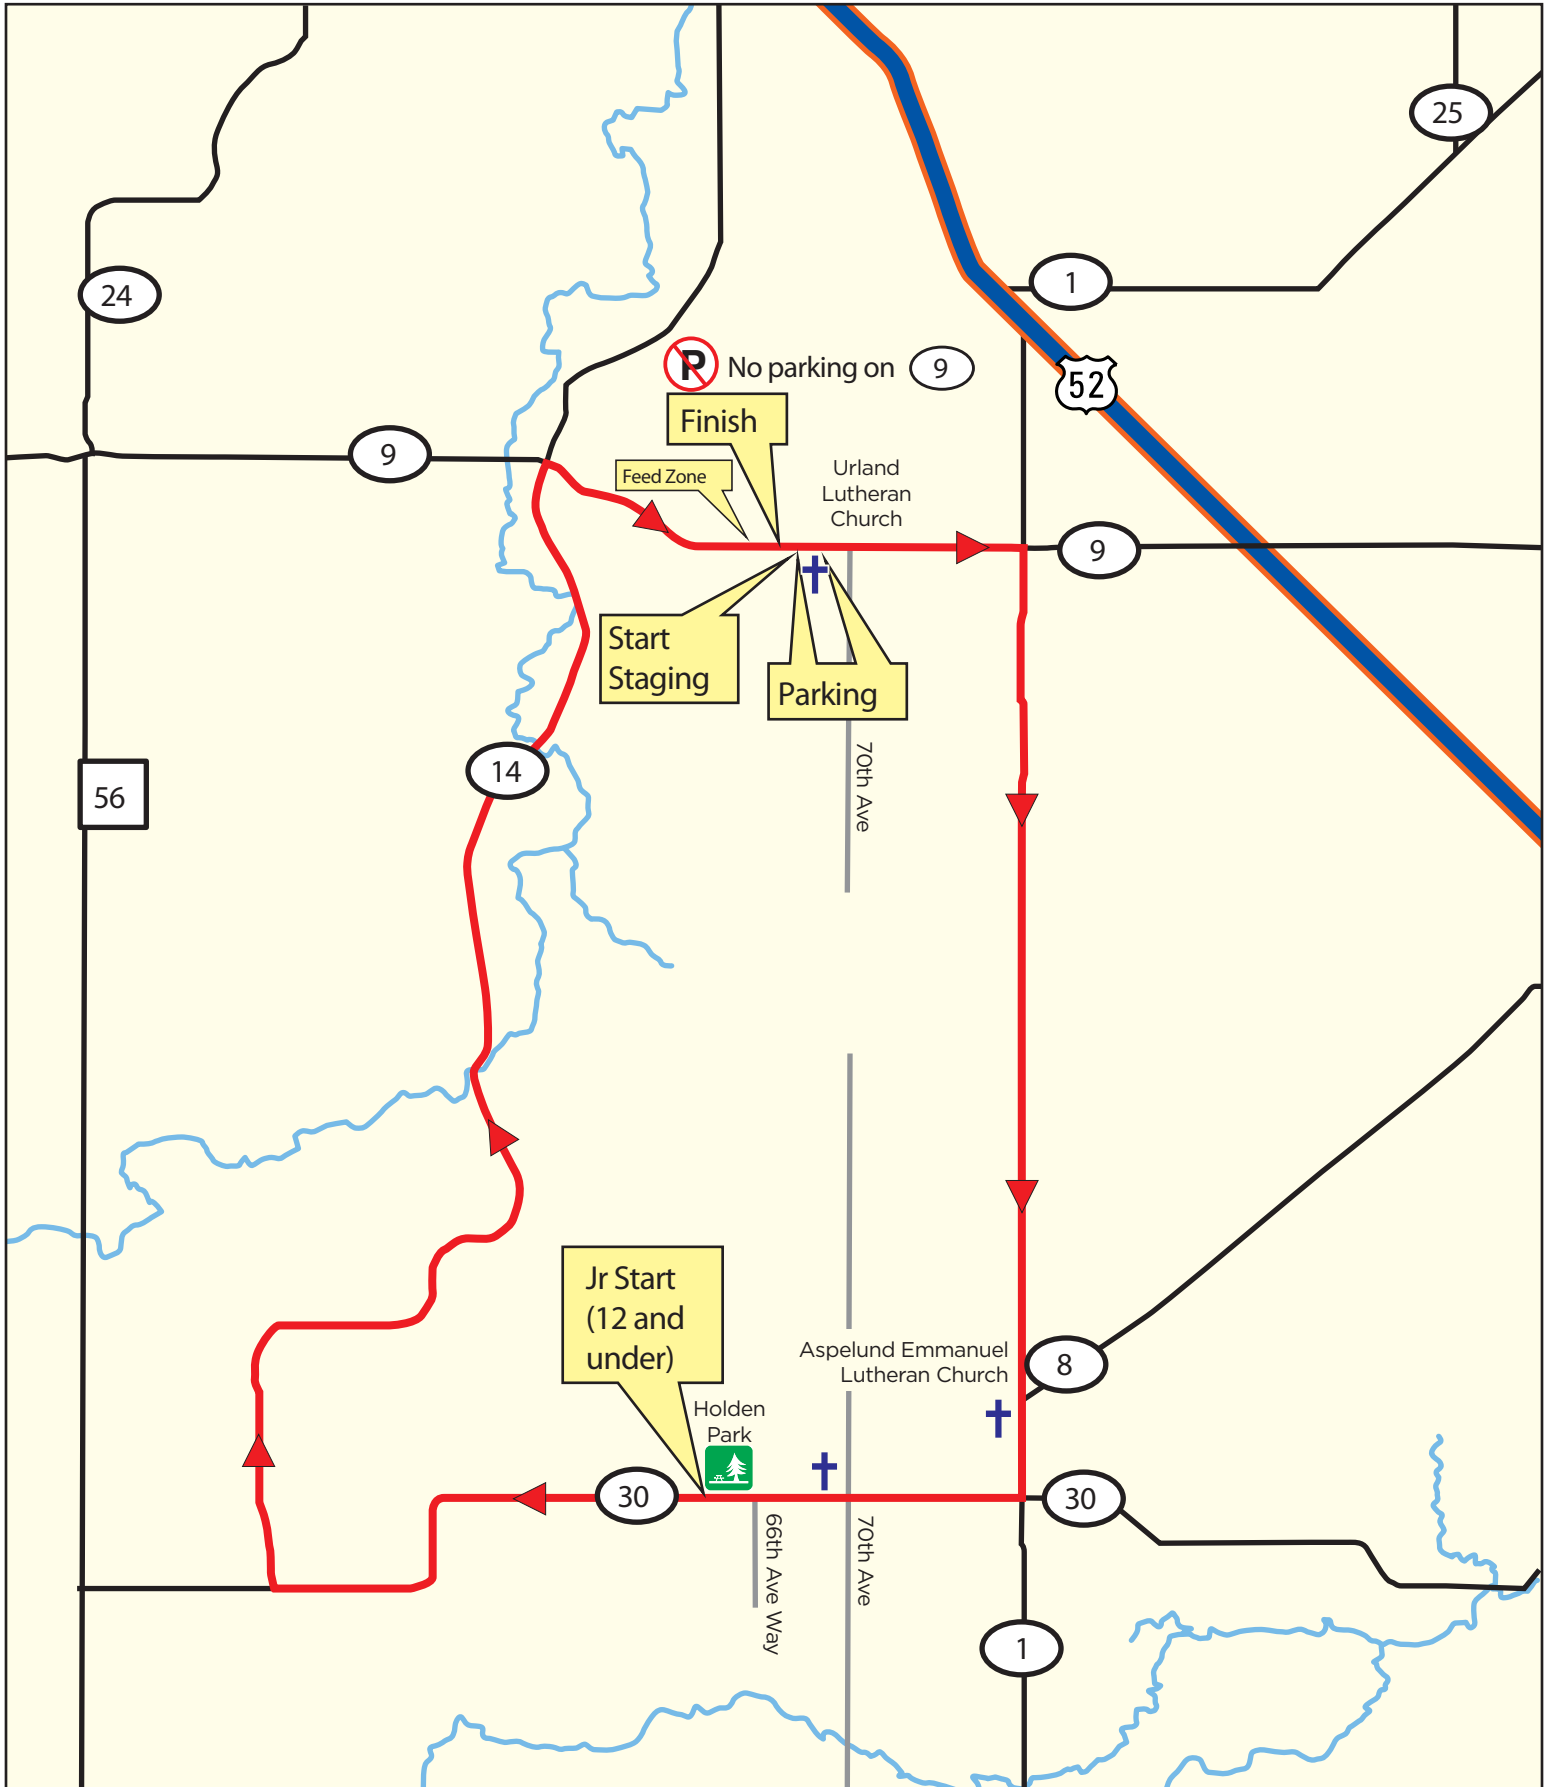 25
24
1
P No parking on 9
52
Finish
9
Feed Zone
Urland
Lutheran
Church
9
Start
Staging
Parking
70th Ave
14
56
Jr Start
(12 and
under)
Aspelund Emmanuel
Lutheran Church
8
Holden
Park
30
30
66th Ave Way
70th Ave
1